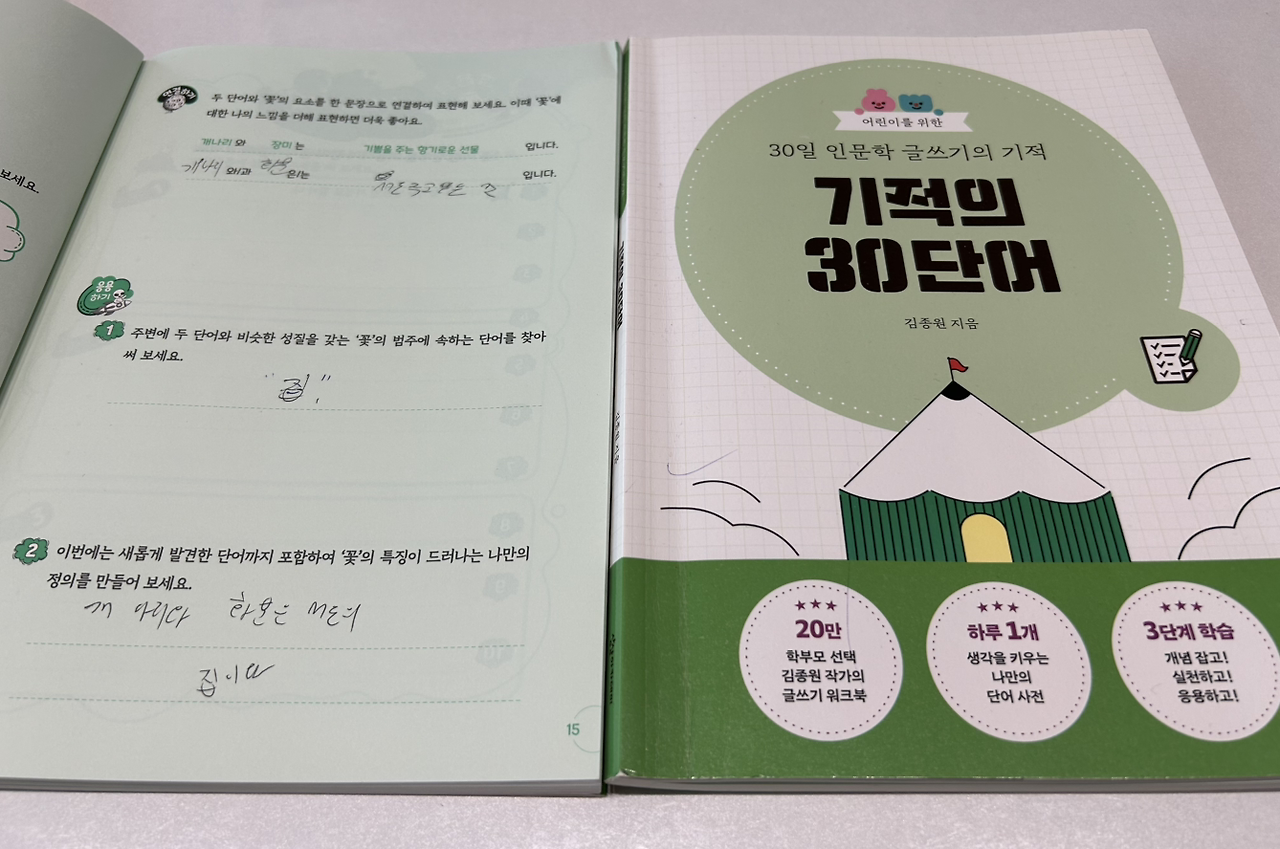 보세요.
연결하기
두 단어와 '꽃'의 요소를 한 문장으로 연결하여 표현해 보세요. 이때 '꽃'에
대한 나의 느낌을 더해 표현하면 더욱 좋아요.
개나리 와 장미 는 기쁨을 주는 향기로운 선물 입니다.
개나리 와/과 은/는 입니다.
응용
하기
1 주변에 두 단어와 비슷한 성질을 갖는 '꽃'의 범주에 속하는 단어를 찾아
써 보세요.
"집"
2 이번에는 새롭게 발견한 단어까지 포함하여 '꽃'의 특징이 드러나는 나만의
정의를 만들어 보세요.
집이다
15
어린이를 위한
30일 인문학 글쓰기의 기적
기적의
30단어
김종원 지음
20만
학부모 선택
김종원 작가의
글쓰기 워크북
하루 1개
생각을 키우는
나만의
단어 사전
3단계 학습
개념 잡고!
실천하고!
응용하고!